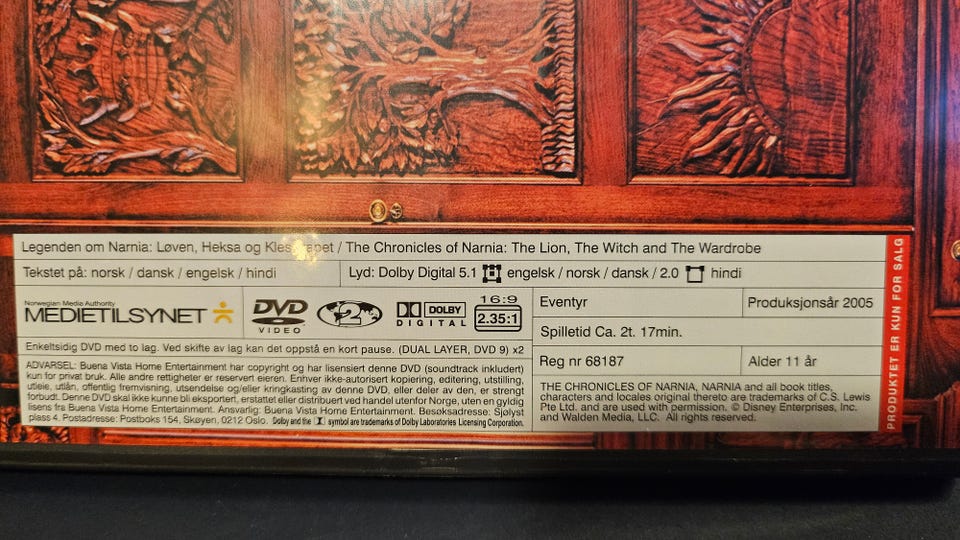 Legenden om Narnia: Løven, Heksa og / The Chronicles of Narnia: The Lion, The Witch and The Wardrobe
Tekstet på: norsk / dansk / engelsk / hindi
Lyd: Dolby Digital 5.1 engelsk / norsk / dansk / 2.0 hindi
Norwegian Media Authority
MEDIETILSYNET
DVD
VIDEO
2
DOLBY
DIGITAL
16:9
2.35:1
Enkeltsidig DVD med to lag. Ved skifte av lag kan det oppstå en kort pause. (DUAL LAYER, DVD 9) x2
ADVARSEL: Buena Vista Home Entertainment har copyright og har lisensiert denne DVD (soundtrack inkludert)
kun for privat bruk. Alle andre rettigheter er reservert eieren. Enhver ikke-autorisert kopiering, editering, utstilling,
utleie, utlån, offentlig fremvisning, utsendelse og/eller kringkasting av denne DVD, eller deler av den, er strengt
forbudt. Denne DVD skal ikke kunne bli eksportert, erstattet eller distribuert ved handel utenfor Norge, uten en gyldig
lisens fra Buena Vista Home Entertainment. Ansvarlig: Buena Vista Home Entertainment. Besøksadresse: Sjølyst
plass 4. Postadresse: Postboks 154, Skøyen, 0212 Oslo. Dolby and the symbol are trademarks of Dolby Laboratories Licensing Corporation.
Eventyr
Produksjonsår 2005
Spilletid Ca. 2t. 17min.
Reg nr 68187
Alder 11 år
THE CHRONICLES OF NARNIA, NARNIA and all book titles,
characters and locales original thereto are trademarks of C.S. Lewis
Pte Ltd. and are used with permission. © Disney Enterprises, Inc.
and Walden Media, LLC. All rights reserved.
PRODUKTET ER KUN FOR SALG